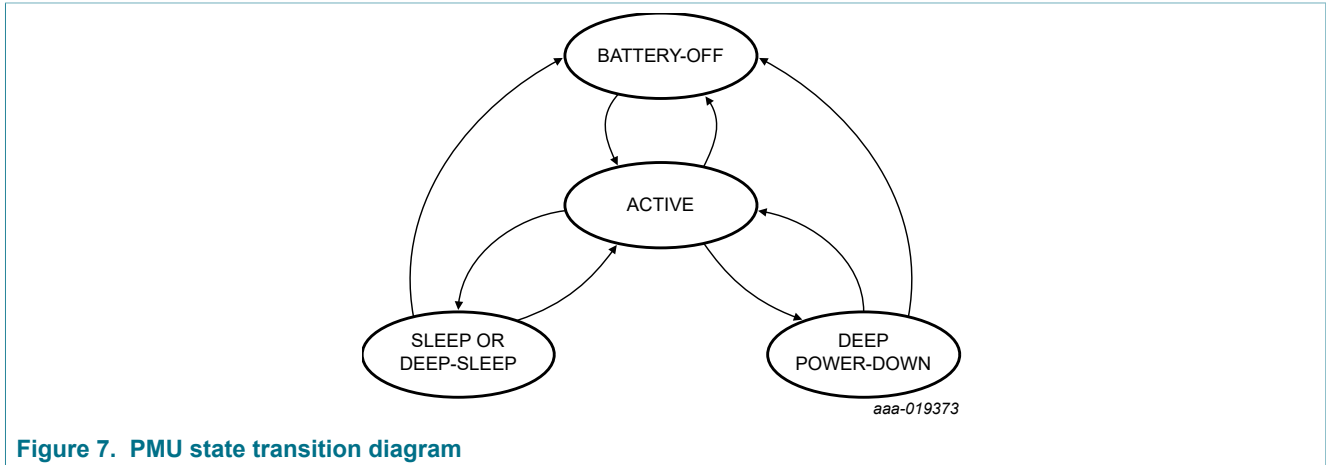 BATTERY-OFF
ACTIVE
SLEEP OR
DEEP-SLEEP
DEEP
POWER-DOWN
aaa-019373
Figure 7. PMU state transition diagram